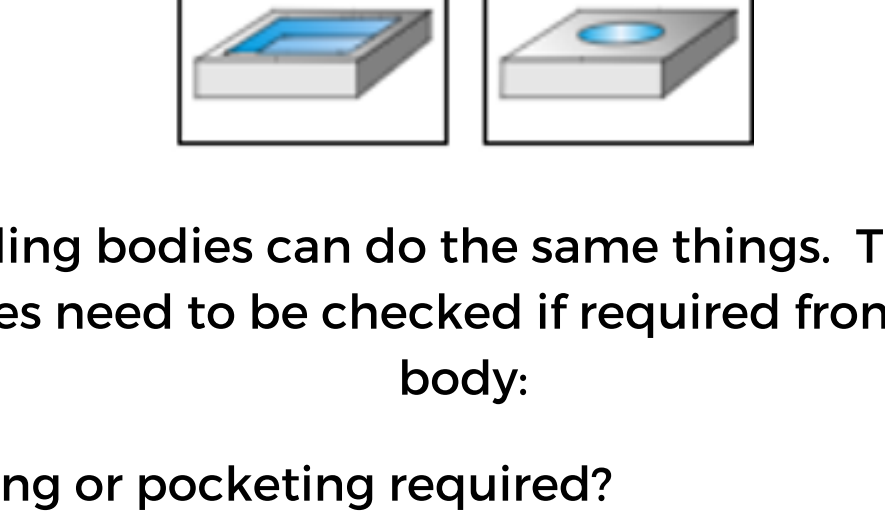 ling bodies can do the same things. T
es need to be checked if required from
body:
ng or pocketing required?